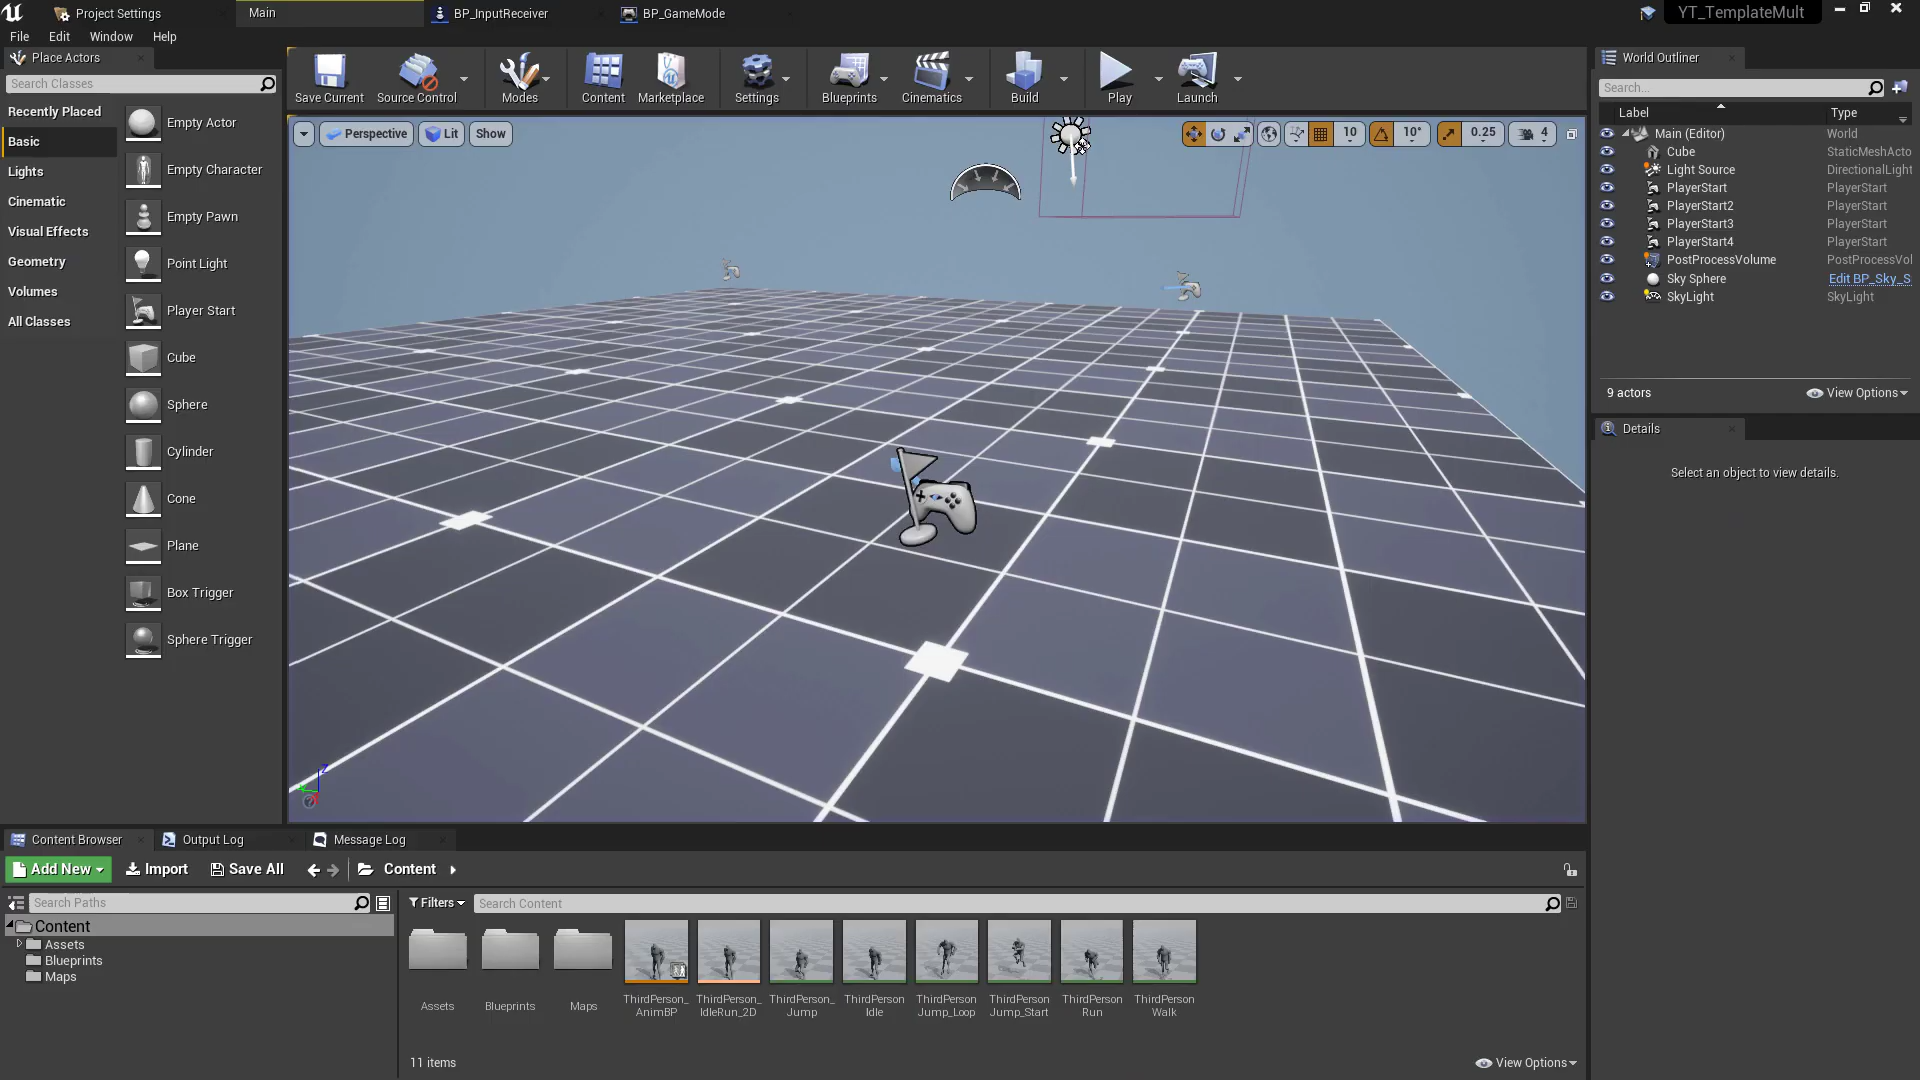 Project Settings
Main
BP_InputReceiver
BP_GameMode
YT_TemplateMult
File
Edit
Window
Help
Place Actors
Search Classes
Recently Placed
Basic
Lights
Cinematic
Visual Effects
Geometry
Volumes
All Classes
Empty Actor
Empty Character
Empty Pawn
Point Light
Player Start
Cube
Sphere
Cylinder
Cone
Plane
Box Trigger
Sphere Trigger
Save Current
Source Control
Modes
Content
Marketplace
Settings
Blueprints
Cinematics
Build
Play
Launch
Perspective
Lit
Show
10
10°
0.25
4
Z
World Outliner
Search...
Label
Type
Main (Editor)
World
Cube
StaticMeshActo
Light Source
DirectionalLight
PlayerStart
PlayerStart
PlayerStart2
PlayerStart
PlayerStart3
PlayerStart
PlayerStart4
PlayerStart
PostProcessVolume
PostProcessVol
Sky Sphere
Edit BP_Sky_S
SkyLight
SkyLight
9 actors
View Options
Details
Select an object to view details.
Content Browser
Output Log
Message Log
Add New
Import
Save All
Content
Search Paths
Filters
Search Content
Content
Assets
Blueprints
Maps
Assets
Blueprints
Maps
ThirdPerson_
AnimBP
ThirdPerson_
IdleRun_2D
ThirdPerson_
Jump
ThirdPerson
Idle
ThirdPerson
Jump_Loop
ThirdPerson
Jump_Start
ThirdPerson
Run
ThirdPerson
Walk
11 items
View Options